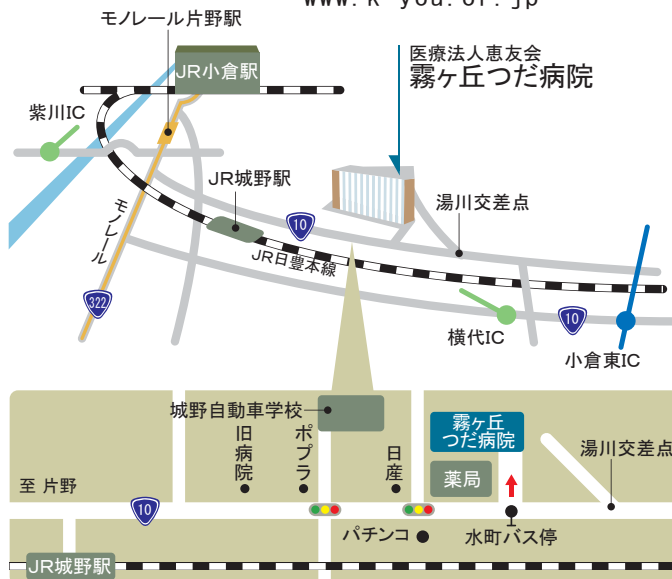 www.k-you.or.jp
モノレール片野駅
JR小倉駅
医療法人恵友会
霧ヶ丘つだ病院
紫川IC
JR城野駅
湯川交差点
10
モノレール
JR日豊本線
322
横代IC
10
小倉東IC
城野自動車学校
旧病院
ポプラ
日産
霧ヶ丘
つだ病院
薬局
湯川交差点
至 片野
10
パチンコ
水町バス停
JR城野駅